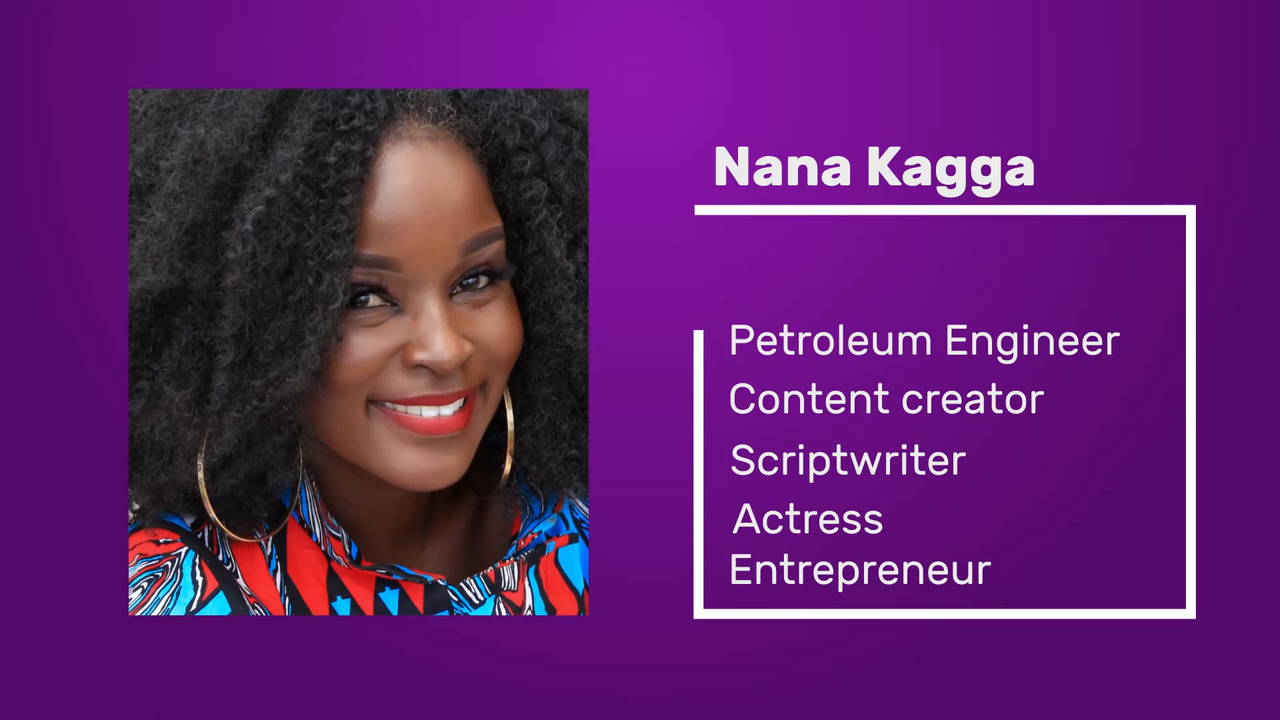 Nana Kagga
Petroleum Engineer
Content creator
Scriptwriter
Actress
Entrepreneur